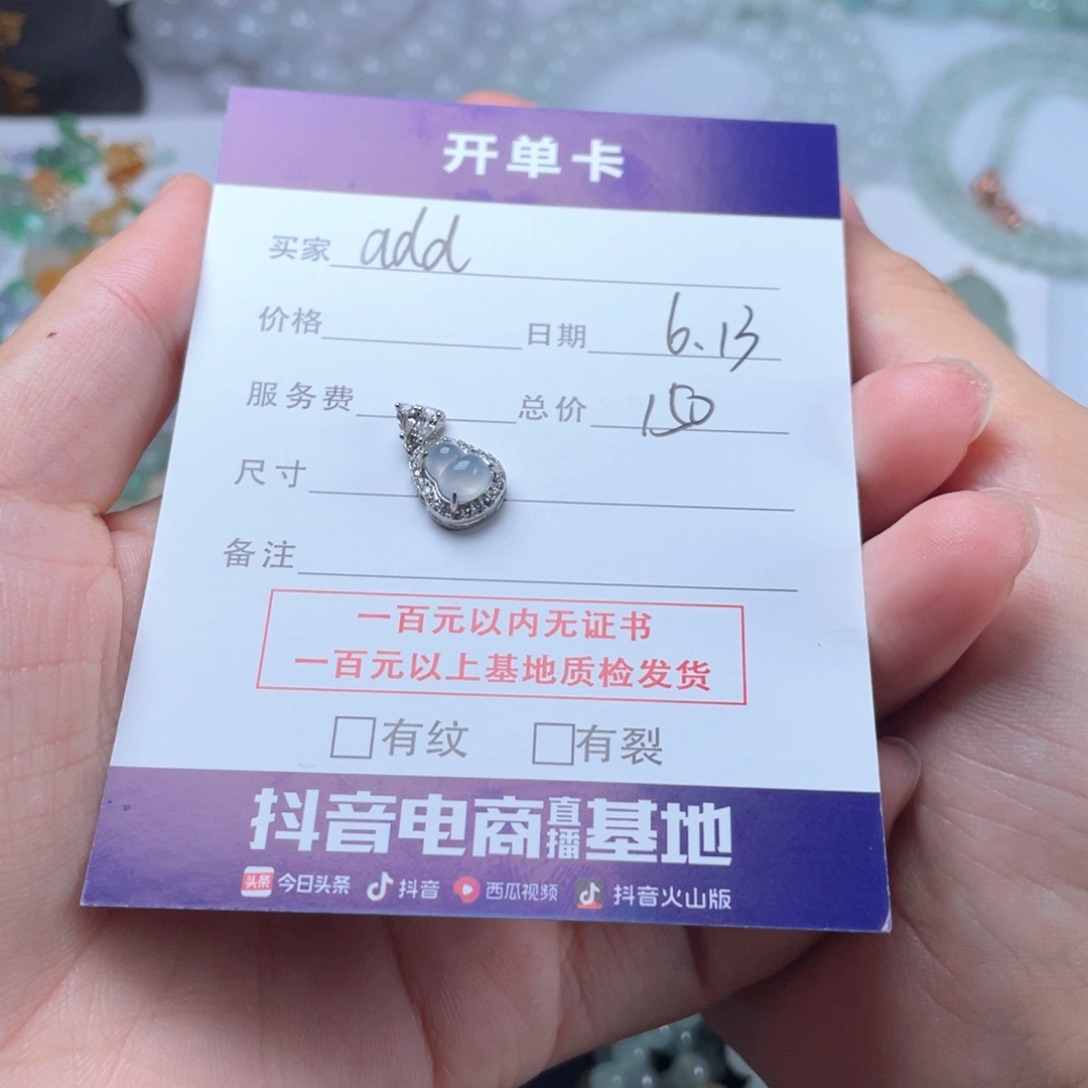 开单卡
买家 add
价格 日期 6.13
服务费 总价 150
尺寸
备注
一百元以内无证书
一百元以上基地质检发货
□有纹 □有裂
抖音电商直播基地
头条 今日头条 抖音 西瓜视频 抖音火山版